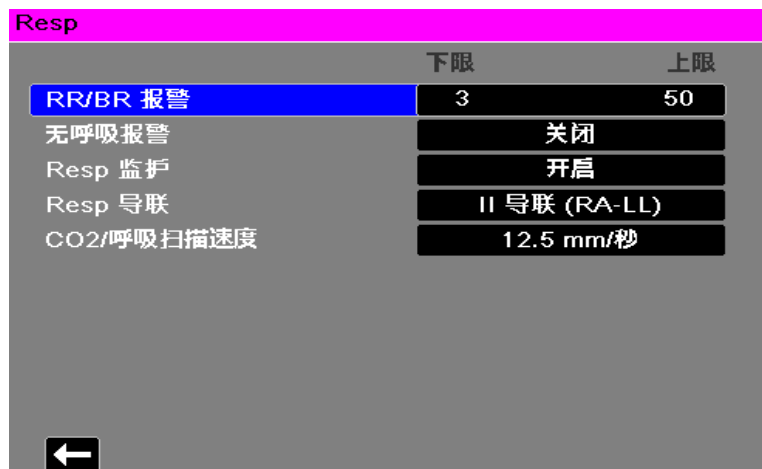 Resp
下限 上限
RR/BR 报警 3 50
无呼吸报警 关闭
Resp 监护 开启
Resp 导联 II 导联 (RA-LL)
CO2/呼吸扫描速度 12.5 mm/秒